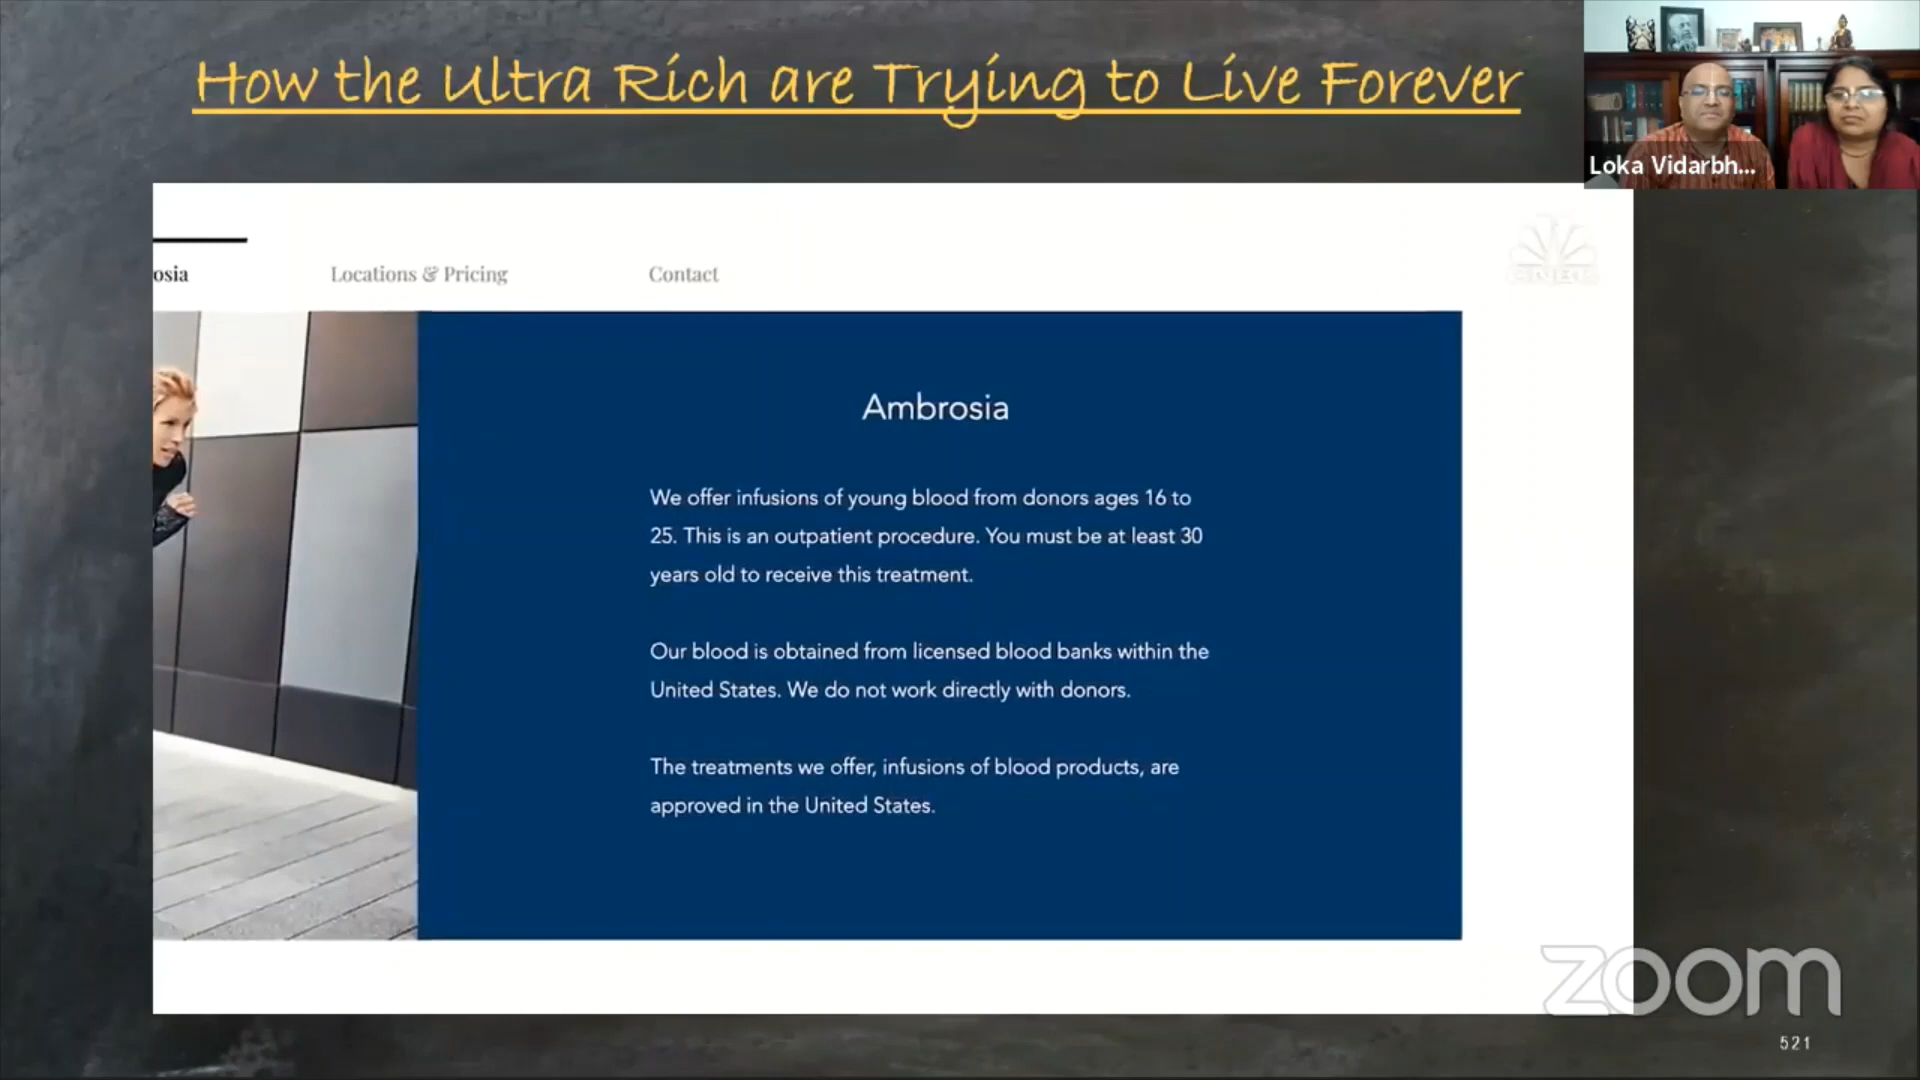 How the Ultra Rich are Trying to Live Forever
Loka Vidarbh...
osia
Locations & Pricing
Contact
CNBC
Ambrosia
We offer infusions of young blood from donors ages 16 to
25. This is an outpatient procedure. You must be at least 30
years old to receive this treatment.
Our blood is obtained from licensed blood banks within the
United States. We do not work directly with donors.
The treatments we offer, infusions of blood products, are
approved in the United States.
zoom
521